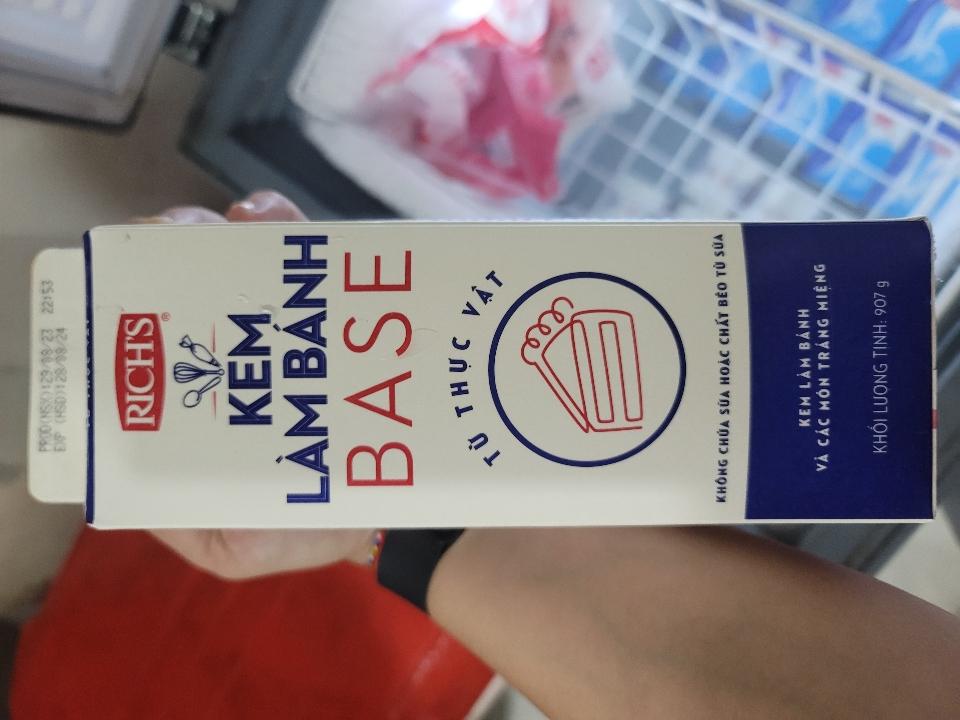 PROD(NSX):29/08/23 22:53
EXP (HSD):28/08/24
RICH'S®
KEM
LÀM BÁNH
BASE
TỪ THỰC VẬT
KHÔNG CHỨA SỮA HOẶC CHẤT BÉO TỪ SỮA
KEM LÀM BÁNH
VÀ CÁC MÓN TRÁNG MIỆNG
KHỐI LƯỢNG TỊNH: 907 g